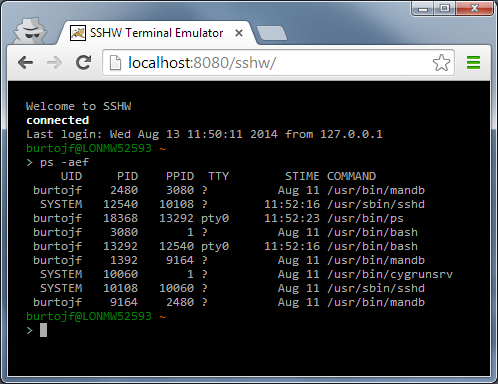 SSHW Terminal Emulator
localhost:8080/sshw/
Welcome to SSHW
connected
Last login: Wed Aug 13 11:50:11 2014 from 127.0.0.1
burtojf@LONMW52593 ~
> ps -aef
UID PID PPID TTY STIME COMMAND
burtojf 2480 3080 ? Aug 11 /usr/bin/mandb
SYSTEM 12540 10108 ? 11:52:16 /usr/sbin/sshd
burtojf 18368 13292 pty0 11:52:23 /usr/bin/ps
burtojf 3080 1 ? Aug 11 /usr/bin/bash
burtojf 13292 12540 pty0 11:52:16 /usr/bin/bash
burtojf 1392 9164 ? Aug 11 /usr/bin/mandb
SYSTEM 10060 1 ? Aug 11 /usr/bin/cygrunsrv
SYSTEM 10108 10060 ? Aug 11 /usr/sbin/sshd
burtojf 9164 2480 ? Aug 11 /usr/bin/mandb
burtojf@LONMW52593 ~
>